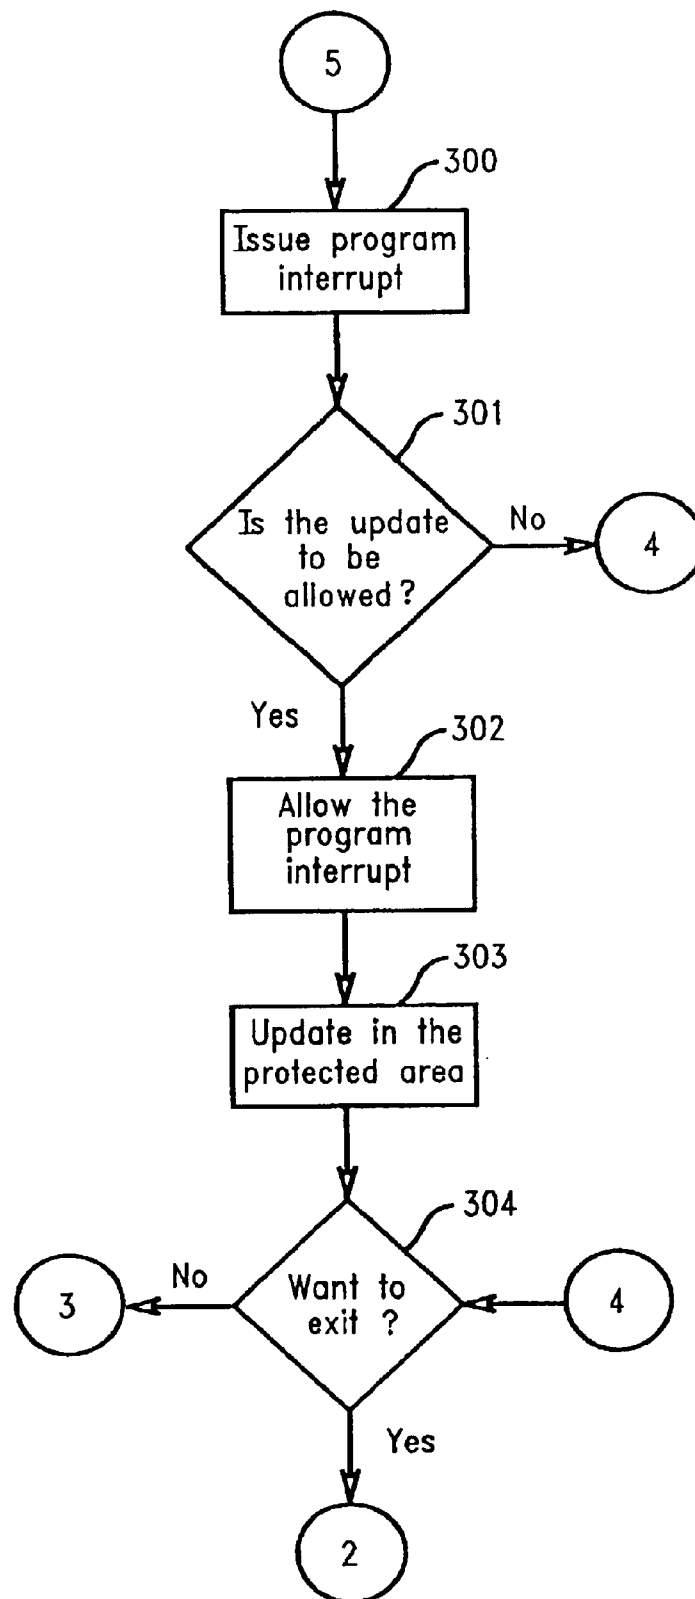 5
300
Issue program
interrupt
301
Is the update
to be
allowed ?
No
4
Yes
302
Allow the
program
interrupt
303
Update in the
protected area
304
Want to
exit ?
No
3
4
Yes
2